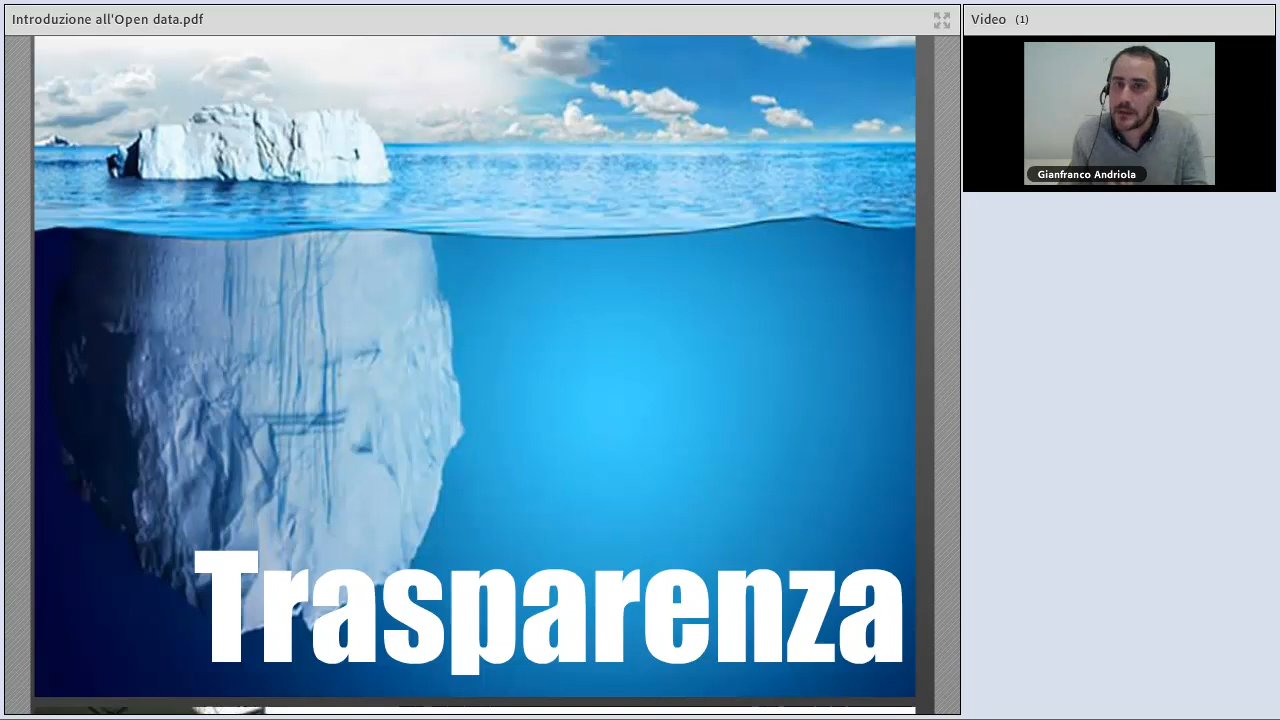 Introduzione all'Open data.pdf
Video (1)
Gianfranco Andriola
Trasparenza